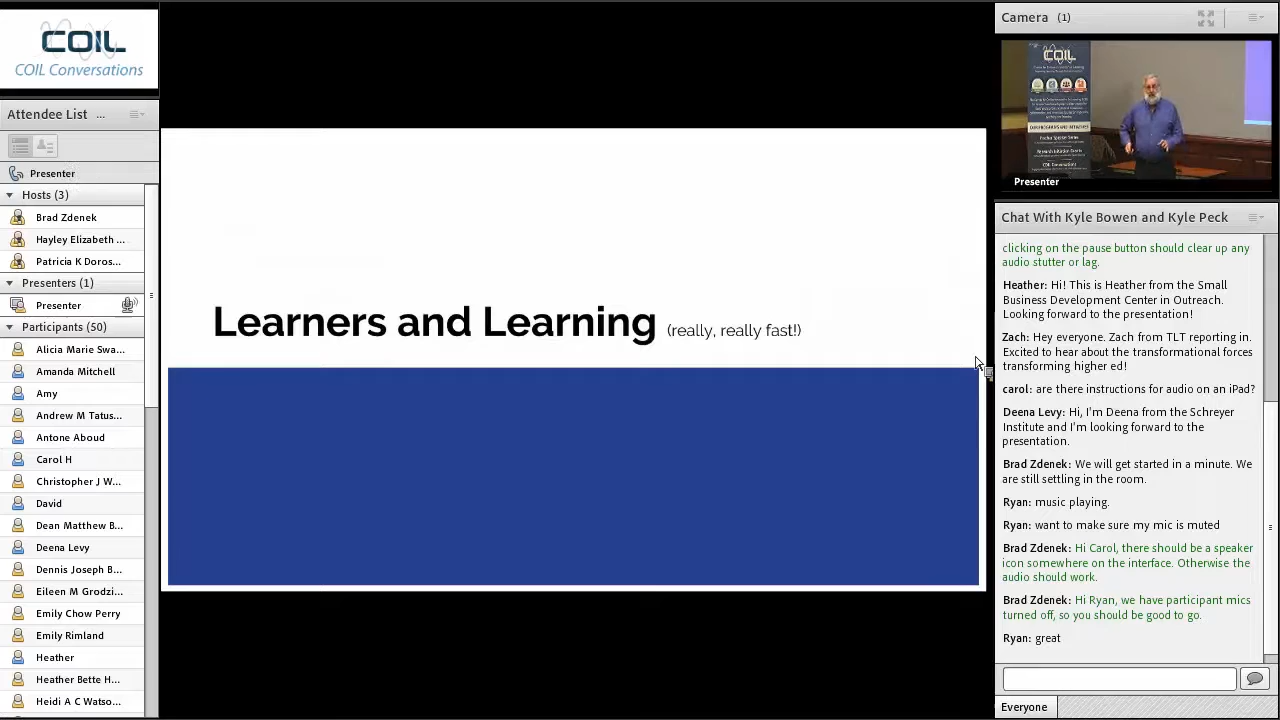 COIL
COIL Conversations
Attendee List ...
Presenter
Hosts (3)
Brad Zdenek
Hayley Elizabeth ...
Patricia K Doros...
Presenters (1)
Presenter
Participants (50)
Alicia Marie Swa...
Amanda Mitchell
Amy
Andrew M Tatus...
Antone Aboud
Carol H
Christopher J W...
David
Dean Matthew B...
Deena Levy
Dennis Joseph B...
Eileen M Grodzi...
Emily Chow Perry
Emily Rimland
Heather
Heather Bette H...
Heidi A C Watso...
Learners and Learning (really, really fast!)
Camera (1)
COIL
Presenter
Chat With Kyle Bowen and Kyle Peck
clicking on the pause button should clear up any
audio stutter or lag.
Heather: Hi! This is Heather from the Small
Business Development Center in Outreach.
Looking forward to the presentation!
Zach: Hey everyone. Zach from TLT reporting in.
Excited to hear about the transformational forces
transforming higher ed!
carol: are there instructions for audio on an iPad?
Deena Levy: Hi, I'm Deena from the Schreyer
Institute and I'm looking forward to the
presentation.
Brad Zdenek: We will get started in a minute. We
are still settling in the room.
Ryan: music playing.
Ryan: want to make sure my mic is muted
Brad Zdenek: Hi Carol, there should be a speaker
icon somewhere on the interface. Otherwise the
audio should work.
Brad Zdenek: Hi Ryan, we have participant mics
turned off, so you should be good to go.
Ryan: great
Everyone